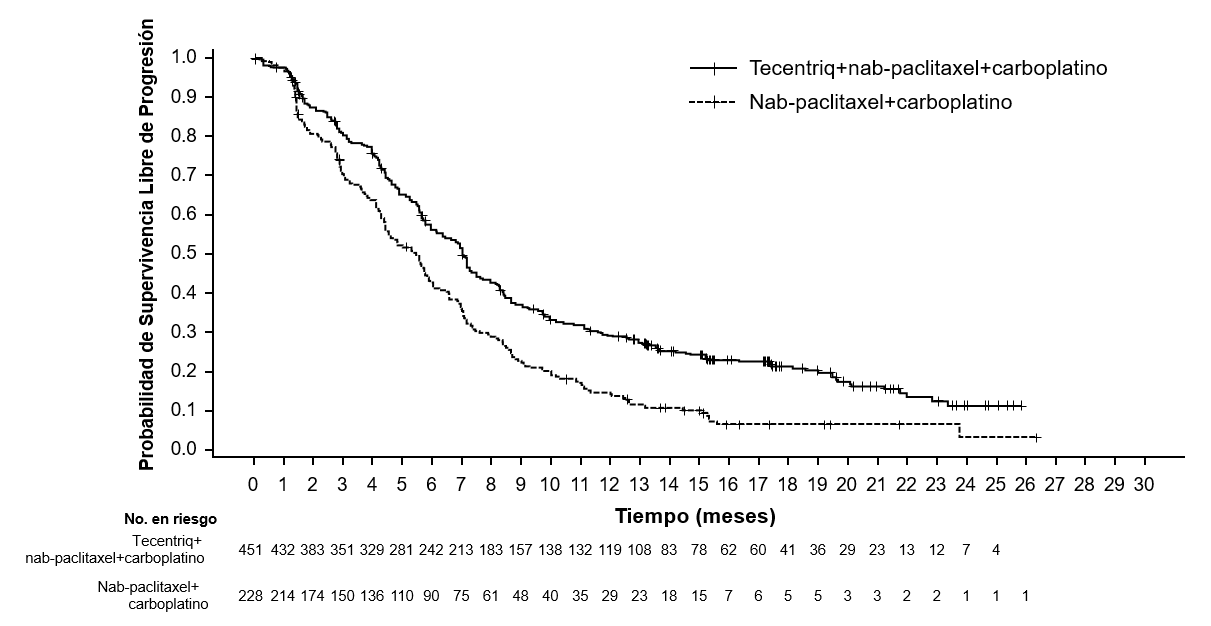 Probabilidad de Supervivencia Libre de Progresión
1.0
0.9
0.8
0.7
0.6
0.5
0.4
0.3
0.2
0.1
0.0
Tecentriq+nab-paclitaxel+carboplatino
Nab-paclitaxel+carboplatino
0 1 2 3 4 5 6 7 8 9 10 11 12 13 14 15 16 17 18 19 20 21 22 23 24 25 26 27 28 29 30
Tiempo (meses)
No. en riesgo
Tecentriq+
nab-paclitaxel+carboplatino 451 432 383 351 329 281 242 213 183 157 138 132 119 108 83 78 62 60 41 36 29 23 13 12 7 4
Nab-paclitaxel+
carboplatino 228 214 174 150 136 110 90 75 61 48 40 35 29 23 18 15 7 6 5 5 3 3 2 2 1 1 1